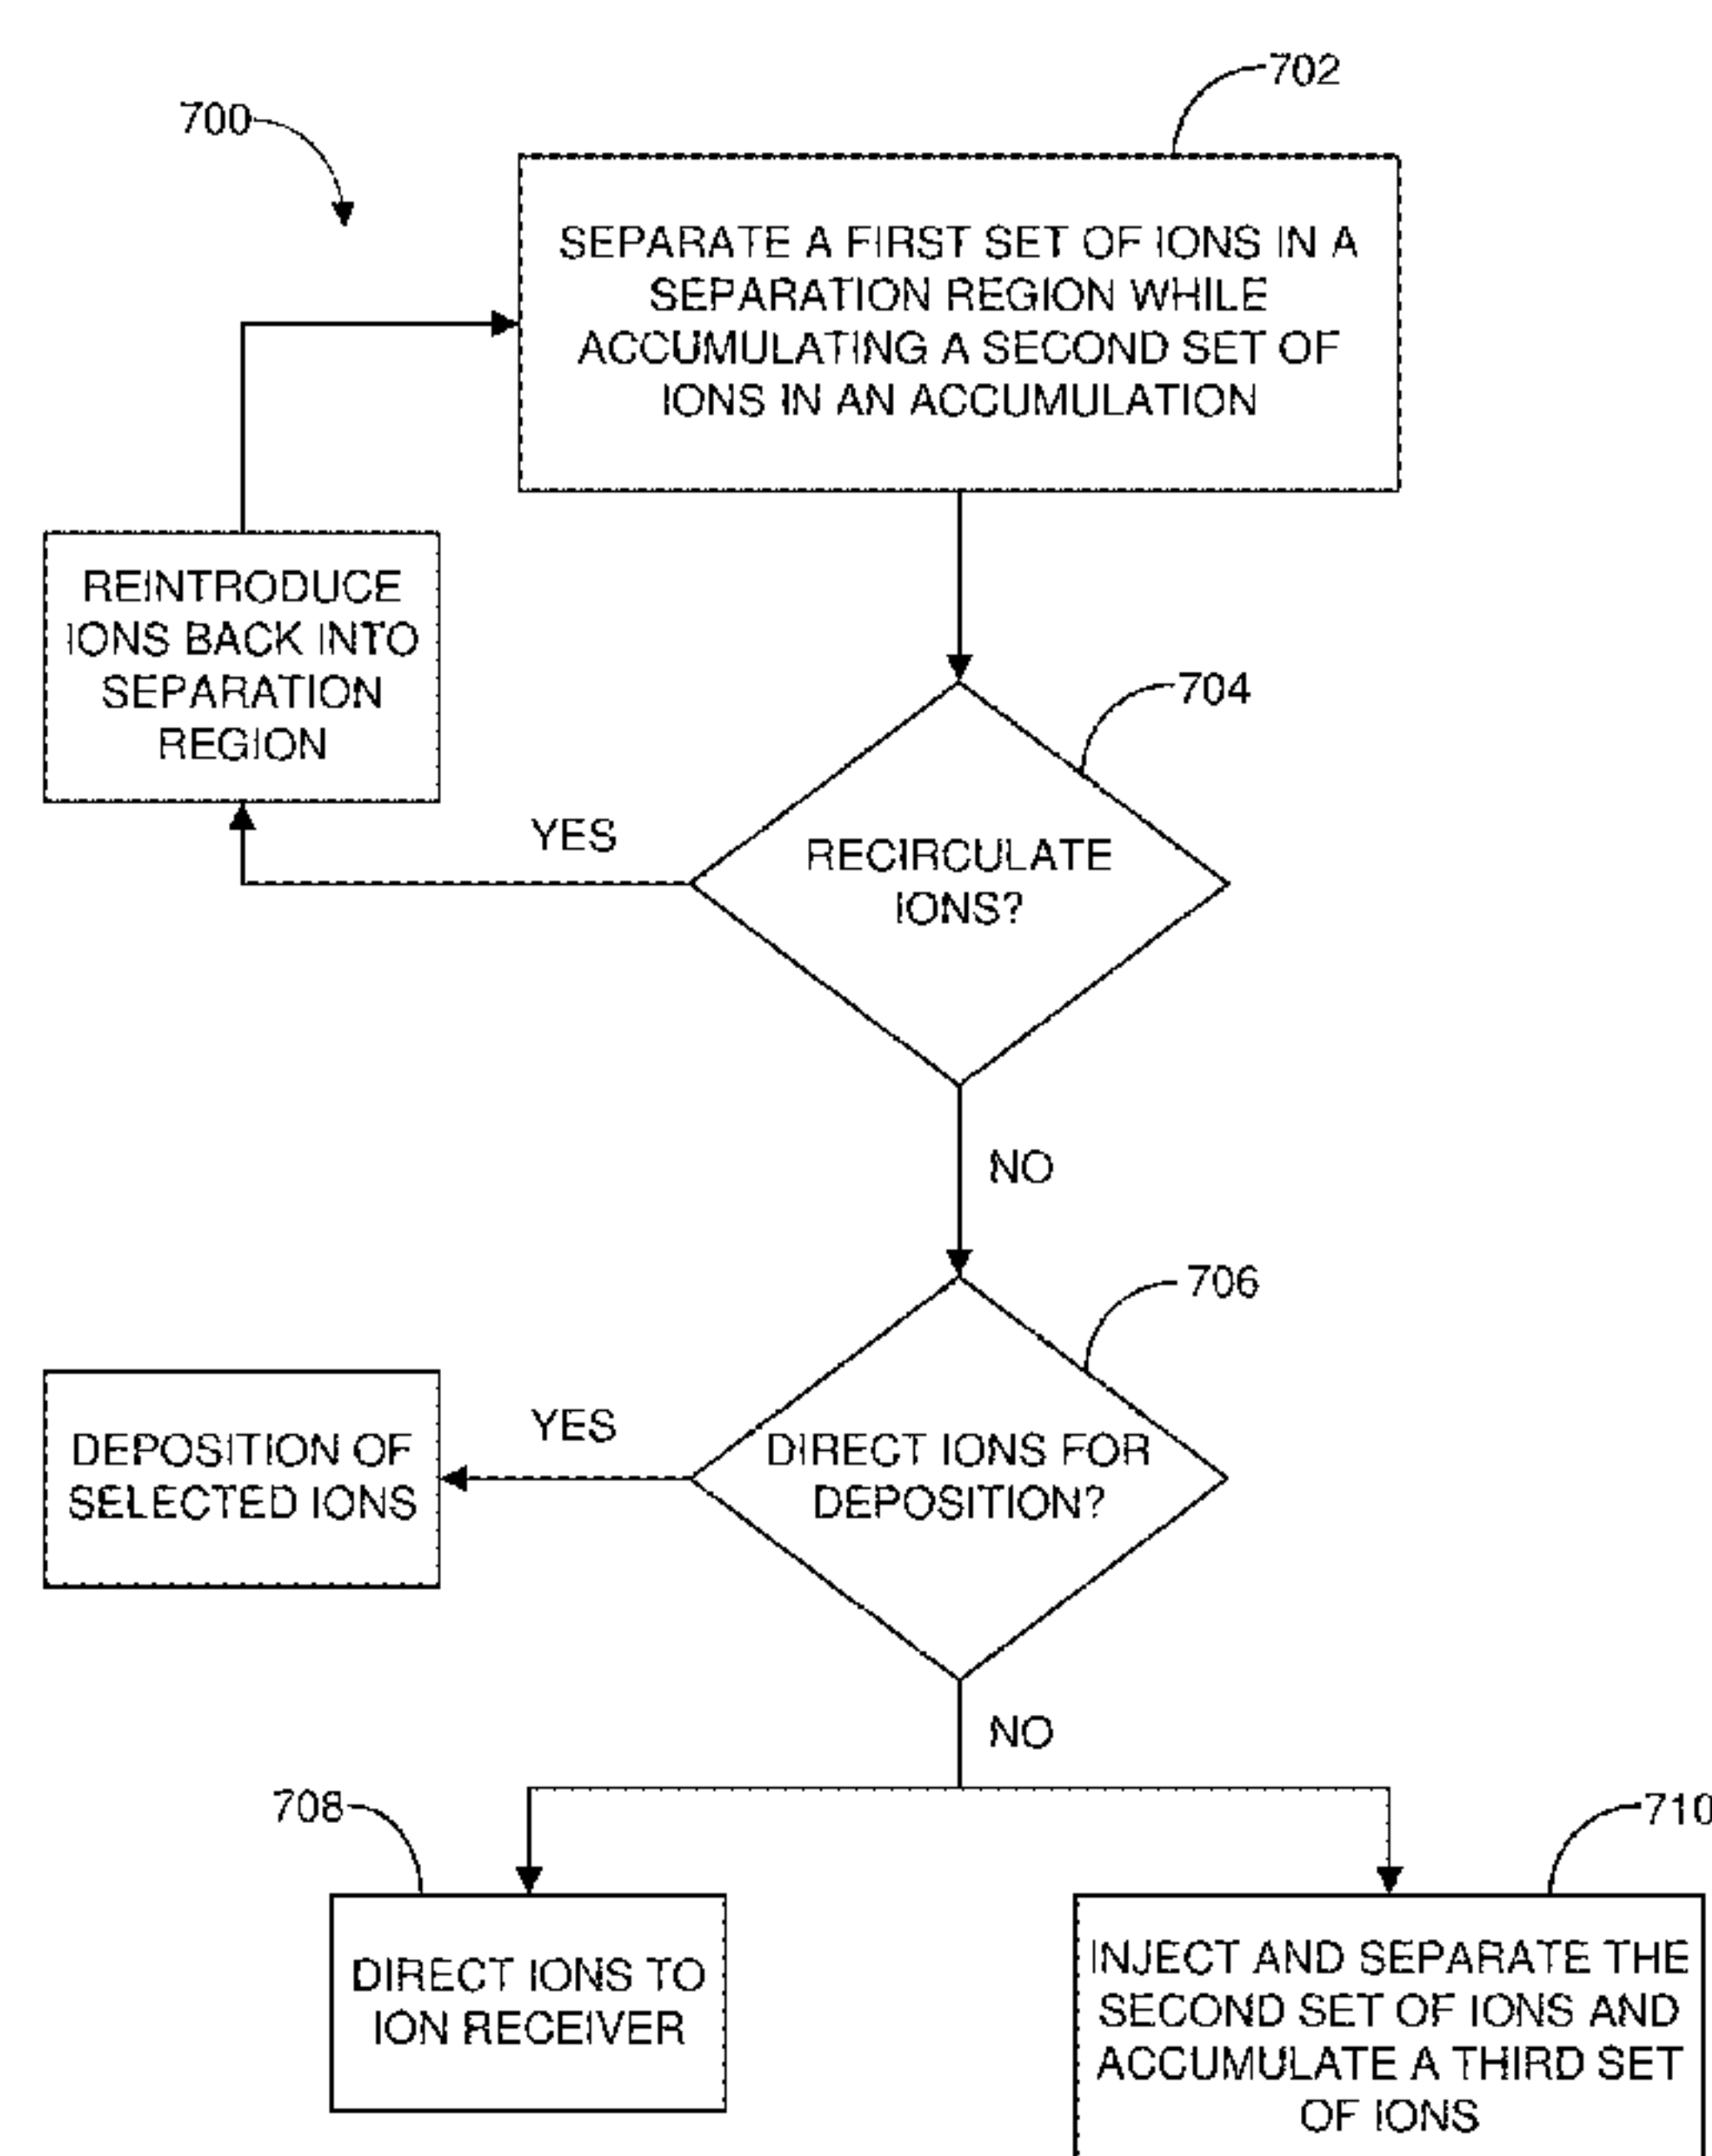 702
700
SEPARATE A FIRST SET OF IONS IN A
SEPARATION REGION WHILE
ACCUMULATING A SECOND SET OF
IONS IN AN ACCUMULATION
REINTRODUCE
IONS BACK INTO
SEPARATION
REGION
704
YES
RECIRCULATE
IONS?
NO
706
YES
DIRECT IONS FOR
DEPOSITION?
DEPOSITION OF
SELECTED IONS
NO
708
710
DIRECT IONS TO
ION RECEIVER
INJECT AND SEPARATE THE
SECOND SET OF IONS AND
ACCUMULATE A THIRD SET
OF IONS